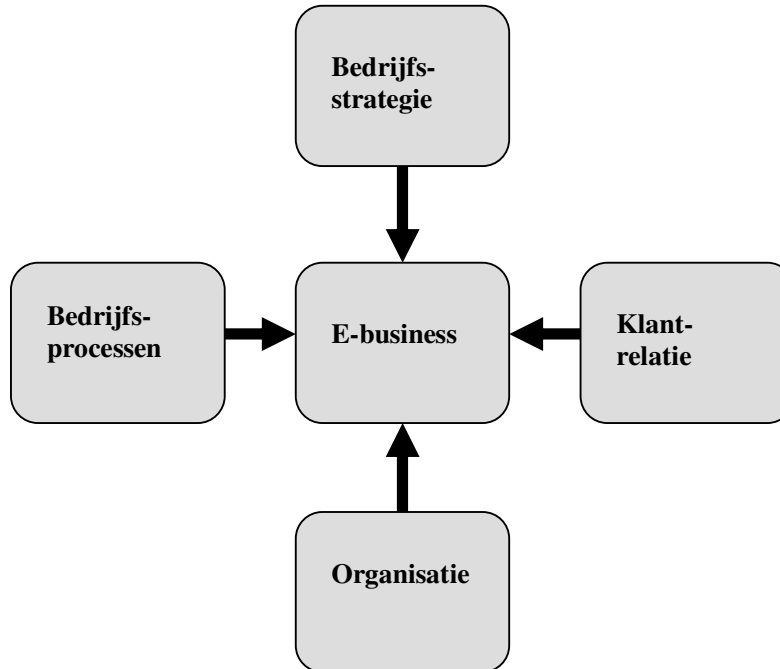 Bedrijfs-
strategie
Bedrijfs-
processen
E-business
Klant-
relatie
Organisatie